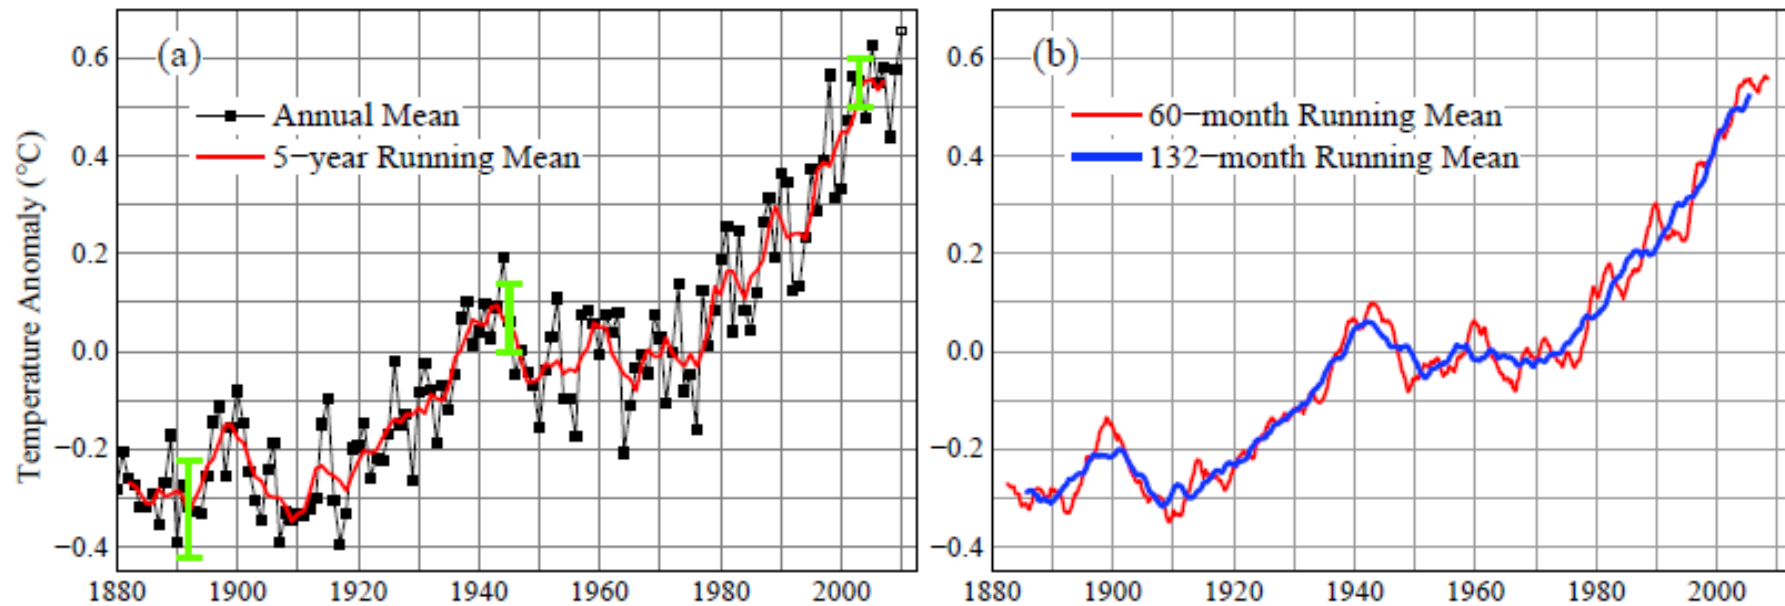 Temperature Anomaly (°C)
(a)
Annual Mean
5−year Running Mean
0.6
0.4
0.2
0.0
−0.2
−0.4
1880 1900 1920 1940 1960 1980 2000
(b)
60−month Running Mean
132−month Running Mean
0.6
0.4
0.2
0.0
−0.2
−0.4
1880 1900 1920 1940 1960 1980 2000